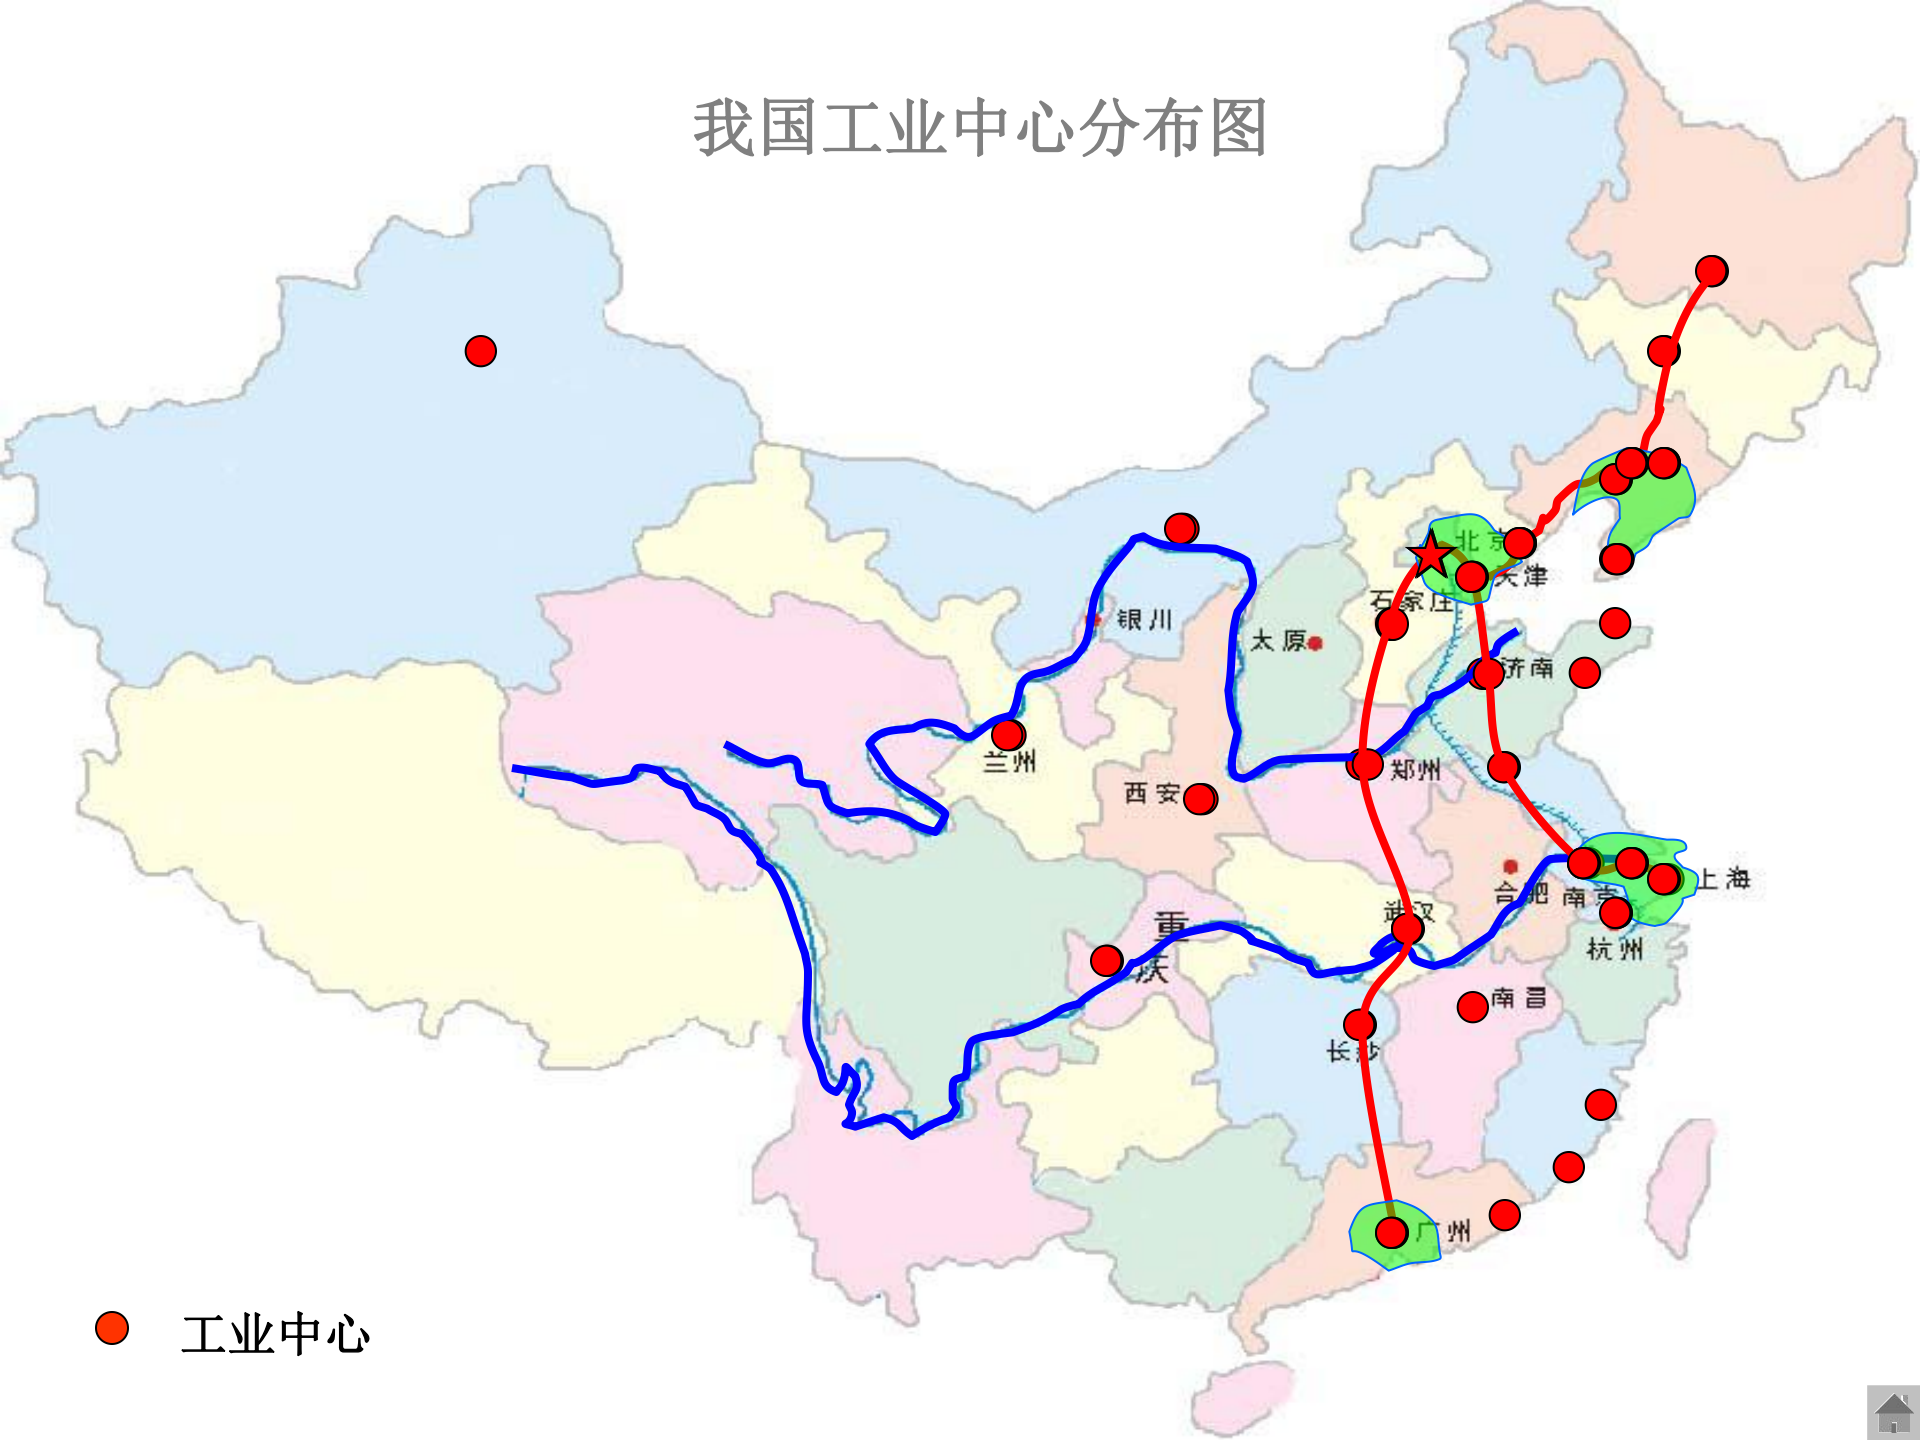 我国工业中心分布图
北京
天津
石家庄
银川
太原
济南
兰州
郑州
西安
上海
合肥
南京
武汉
重
庆
杭州
南昌
长沙
广州
工业中心